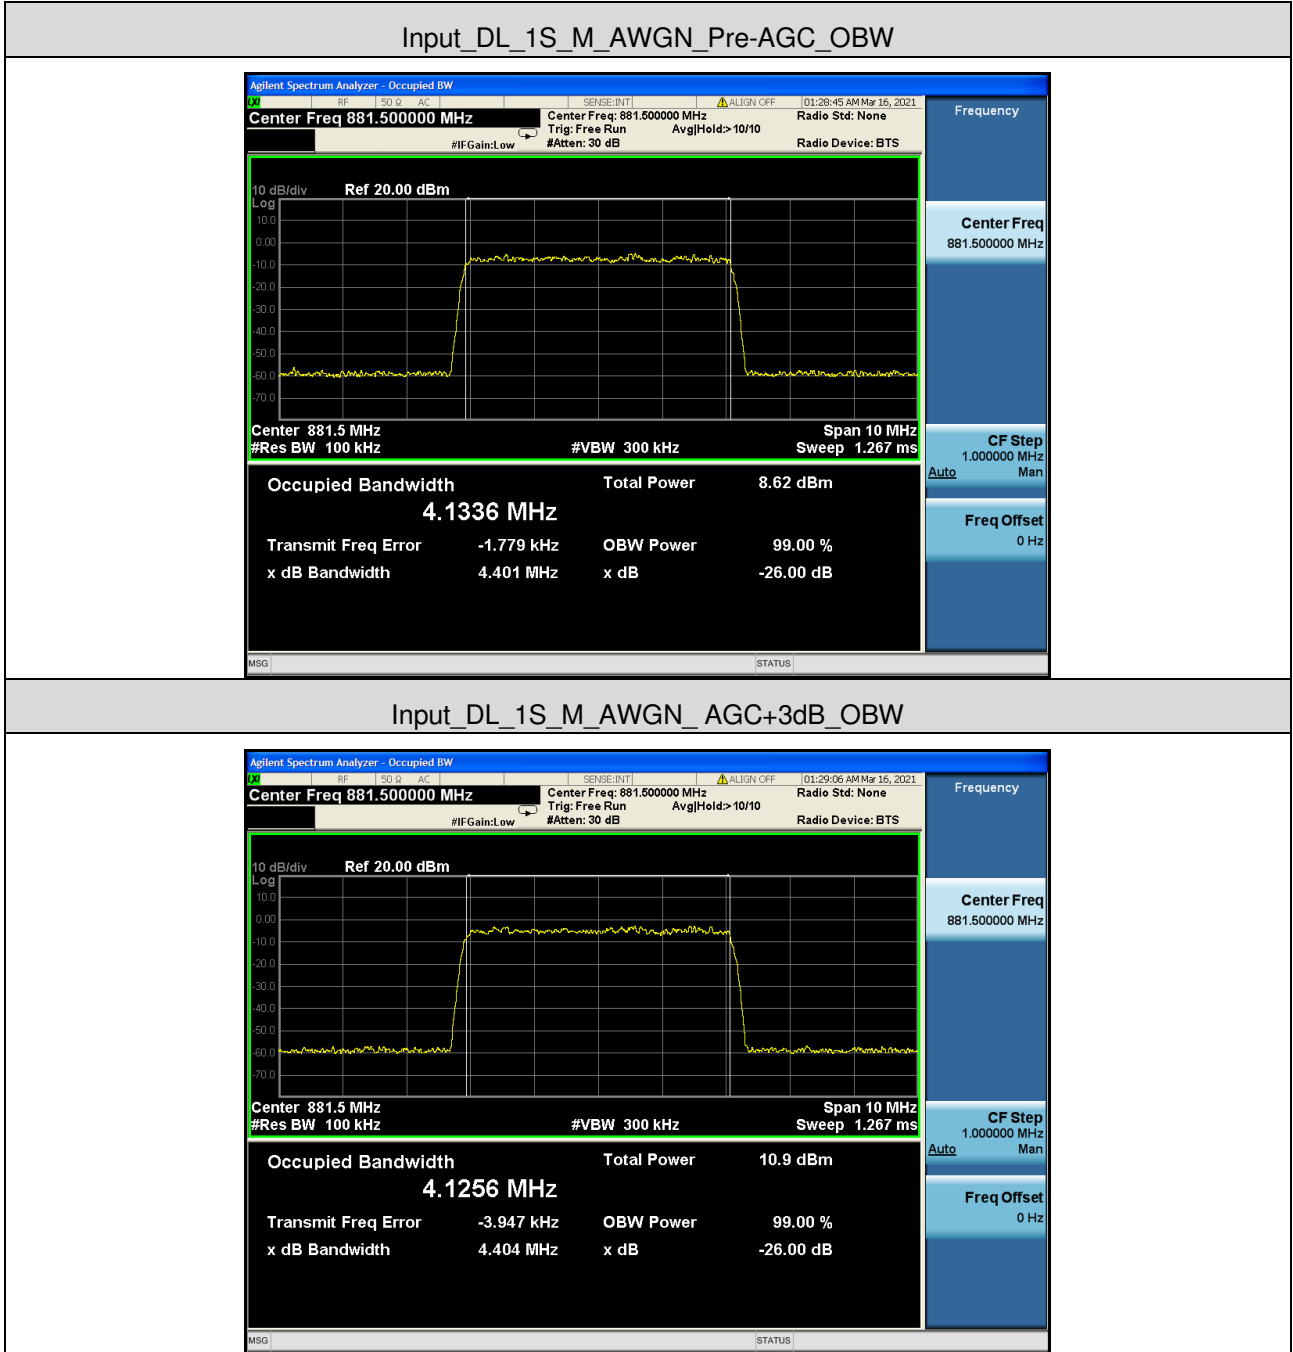 Input_DL_1S_M_AWGN_Pre-AGC_OBW
Agilent Spectrum Analyzer - Occupied BW
LXI RF 50 Ω AC SENSE:INT ALIGN OFF 01:28:45 AM Mar 16, 2021
Center Freq 881.500000 MHz Center Freq: 881.500000 MHz Radio Std: None Frequency
Trig: Free Run Avg|Hold:>10/10
#IFGain:Low #Atten: 30 dB Radio Device: BTS
10 dB/div Ref 20.00 dBm
Log
10.0
0.00
-10.0
-20.0
-30.0
-40.0
-50.0
-60.0
-70.0
Center 881.5 MHz Span 10 MHz
#Res BW 100 kHz #VBW 300 kHz Sweep 1.267 ms
Occupied Bandwidth Total Power 8.62 dBm
4.1336 MHz
Transmit Freq Error -1.779 kHz OBW Power 99.00 %
x dB Bandwidth 4.401 MHz x dB -26.00 dB
Center Freq
881.500000 MHz
CF Step
1.000000 MHz
Auto Man
Freq Offset
0 Hz
MSG STATUS
Input_DL_1S_M_AWGN_ AGC+3dB_OBW
Agilent Spectrum Analyzer - Occupied BW
LXI RF 50 Ω AC SENSE:INT ALIGN OFF 01:29:06 AM Mar 16, 2021
Center Freq 881.500000 MHz Center Freq: 881.500000 MHz Radio Std: None Frequency
Trig: Free Run Avg|Hold:>10/10
#IFGain:Low #Atten: 30 dB Radio Device: BTS
10 dB/div Ref 20.00 dBm
Log
10.0
0.00
-10.0
-20.0
-30.0
-40.0
-50.0
-60.0
-70.0
Center 881.5 MHz Span 10 MHz
#Res BW 100 kHz #VBW 300 kHz Sweep 1.267 ms
Occupied Bandwidth Total Power 10.9 dBm
4.1256 MHz
Transmit Freq Error -3.947 kHz OBW Power 99.00 %
x dB Bandwidth 4.404 MHz x dB -26.00 dB
Center Freq
881.500000 MHz
CF Step
1.000000 MHz
Auto Man
Freq Offset
0 Hz
MSG STATUS